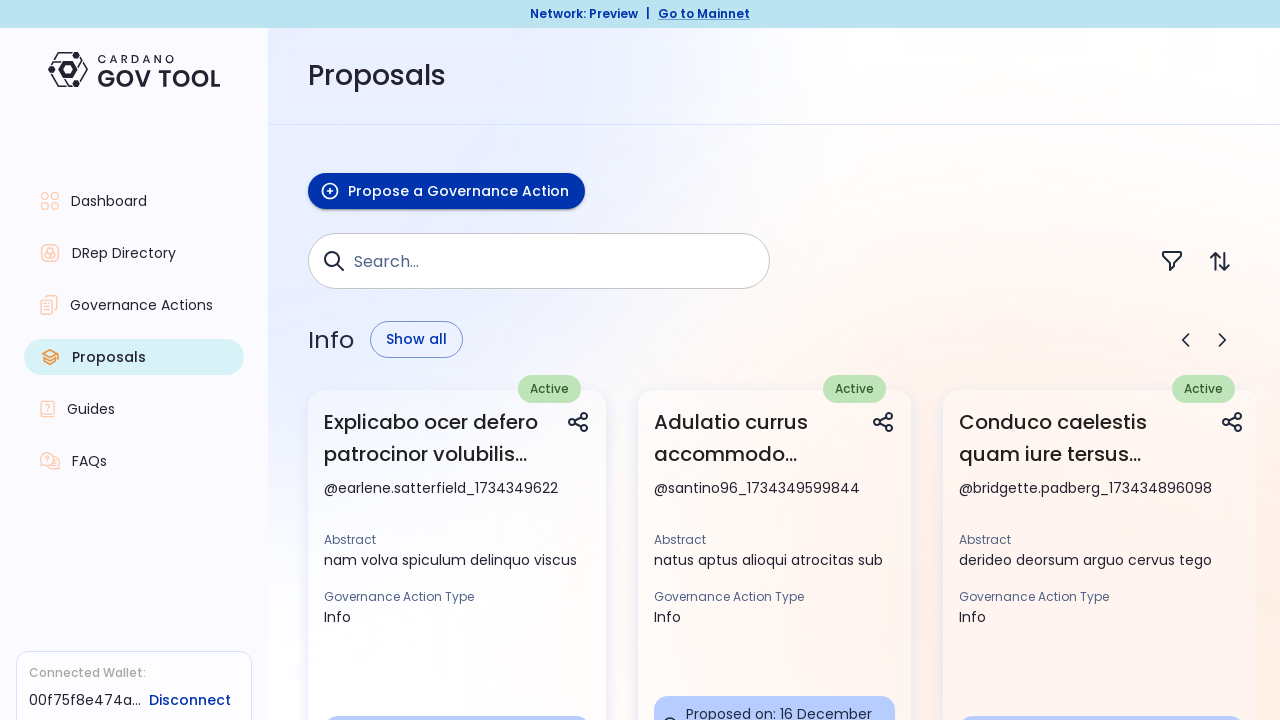 Network: Preview | Go to Mainnet
CARDANO
GOV TOOL
Proposals
Dashboard
DRep Directory
Governance Actions
Proposals
Guides
FAQs
Connected Wallet:
00f75f8e474a... Disconnect
Propose a Governance Action
Search...
Info Show all
Active
Explicabo ocer defero
patrocinor volubilis...
@earlene.satterfield_1734349622
Abstract
nam volva spiculum delinquo viscus
Governance Action Type
Info
Active
Adulatio currus
accommodo...
@santino96_1734349599844
Abstract
natus aptus alioqui atrocitas sub
Governance Action Type
Info
Proposed on: 16 December
Active
Conduco caelestis
quam iure tersus...
@bridgette.padberg_173434896098
Abstract
derideo deorsum arguo cervus tego
Governance Action Type
Info